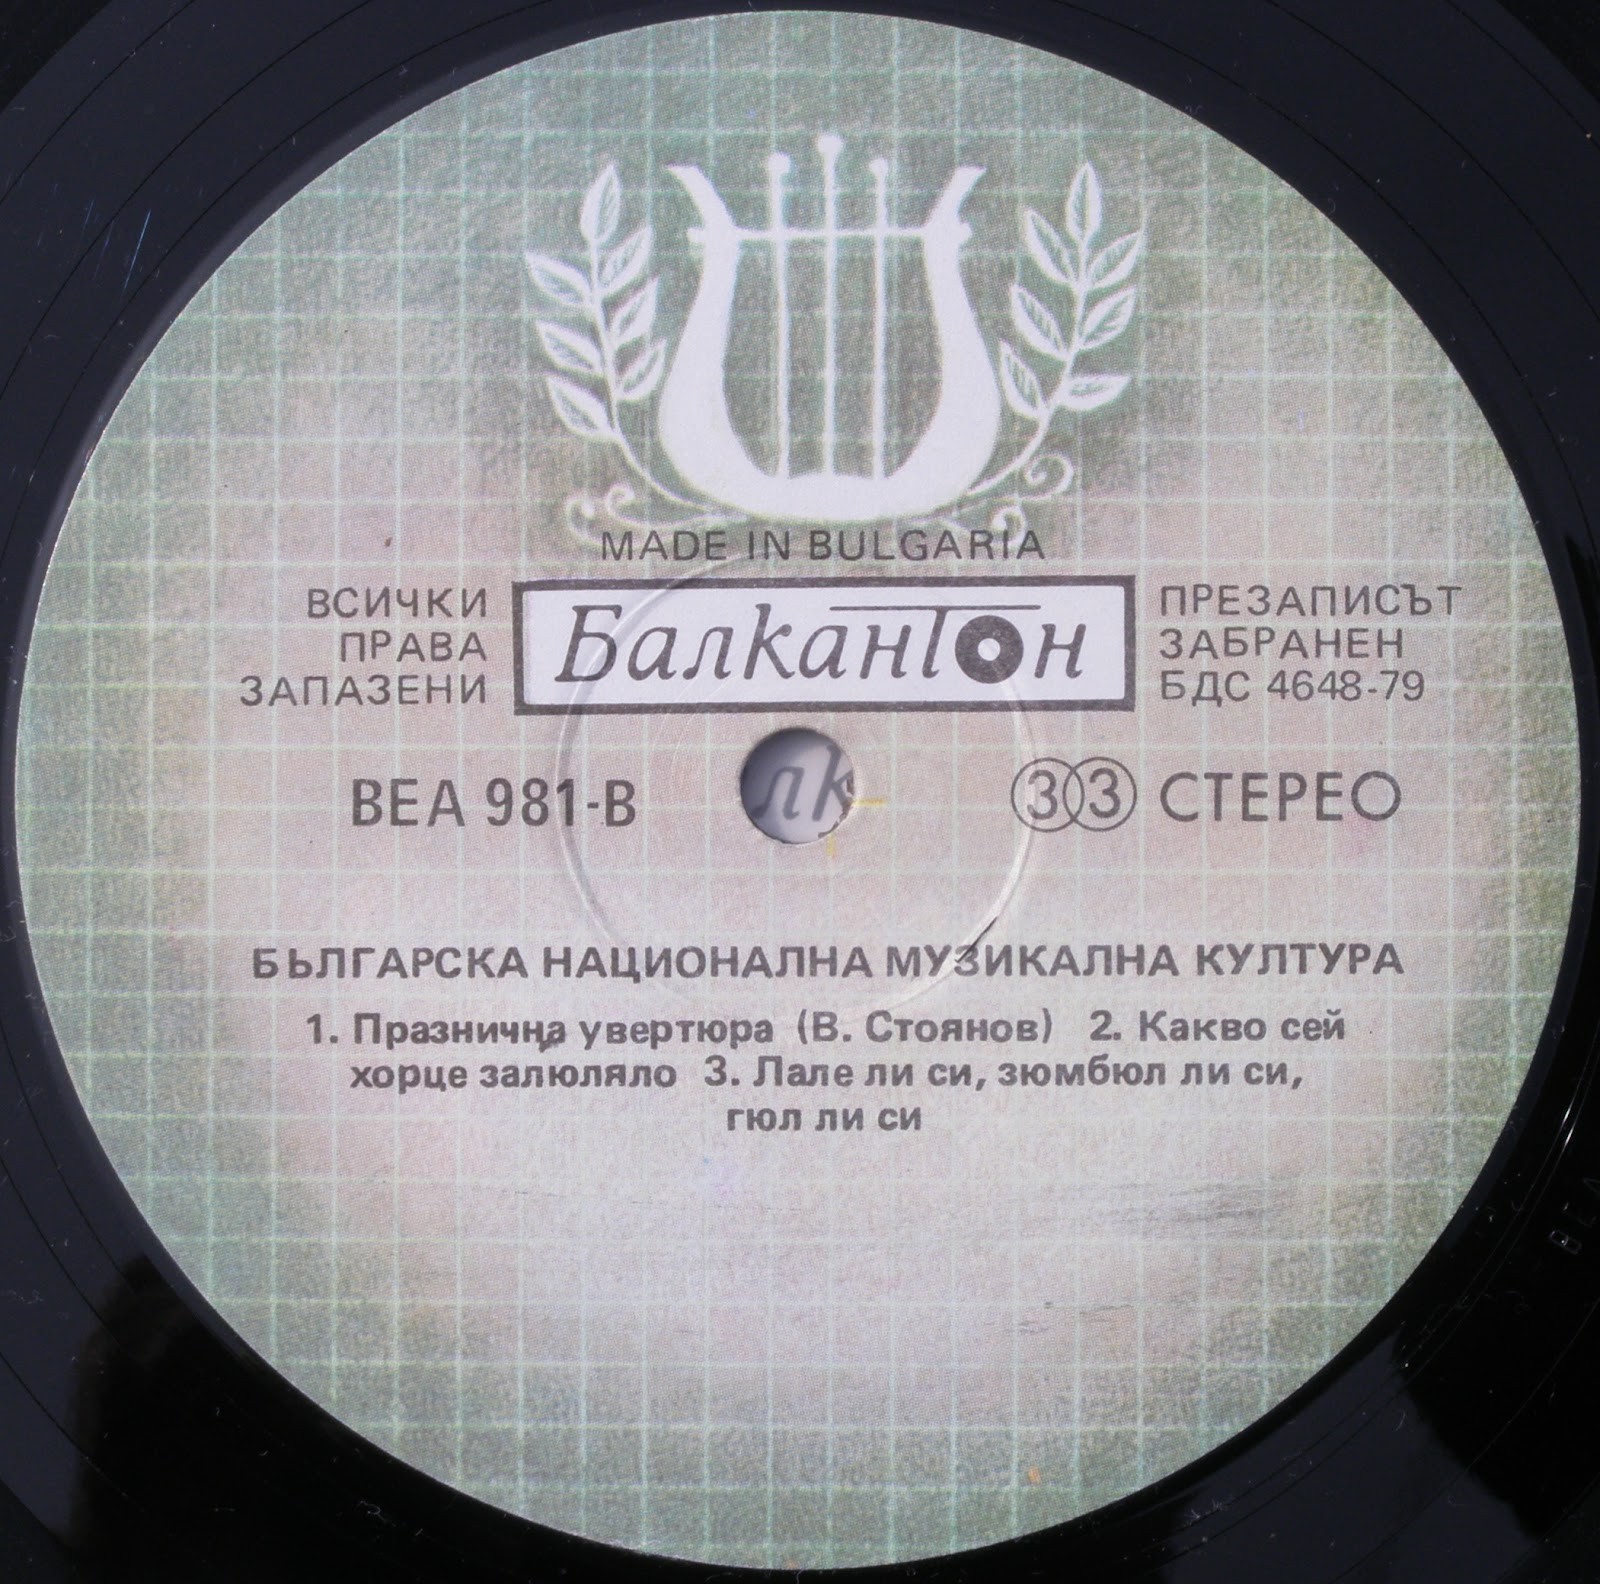 MADE IN BULGARIA
ВСИЧКИ
ПРАВА
ЗАПАЗЕНИ
Балкантон
ПРЕЗАПИСЪТ
ЗАБРАНЕН
БДС 4648-79
ВЕА 981-В
33 СТЕРЕО
БЪЛГАРСКА НАЦИОНАЛНА МУЗИКАЛНА КУЛТУРА
1. Празнична увертюра (В. Стоянов) 2. Какво сей
хорце залюляло 3. Лале ли си, зюмбюл ли си,
гюл ли си